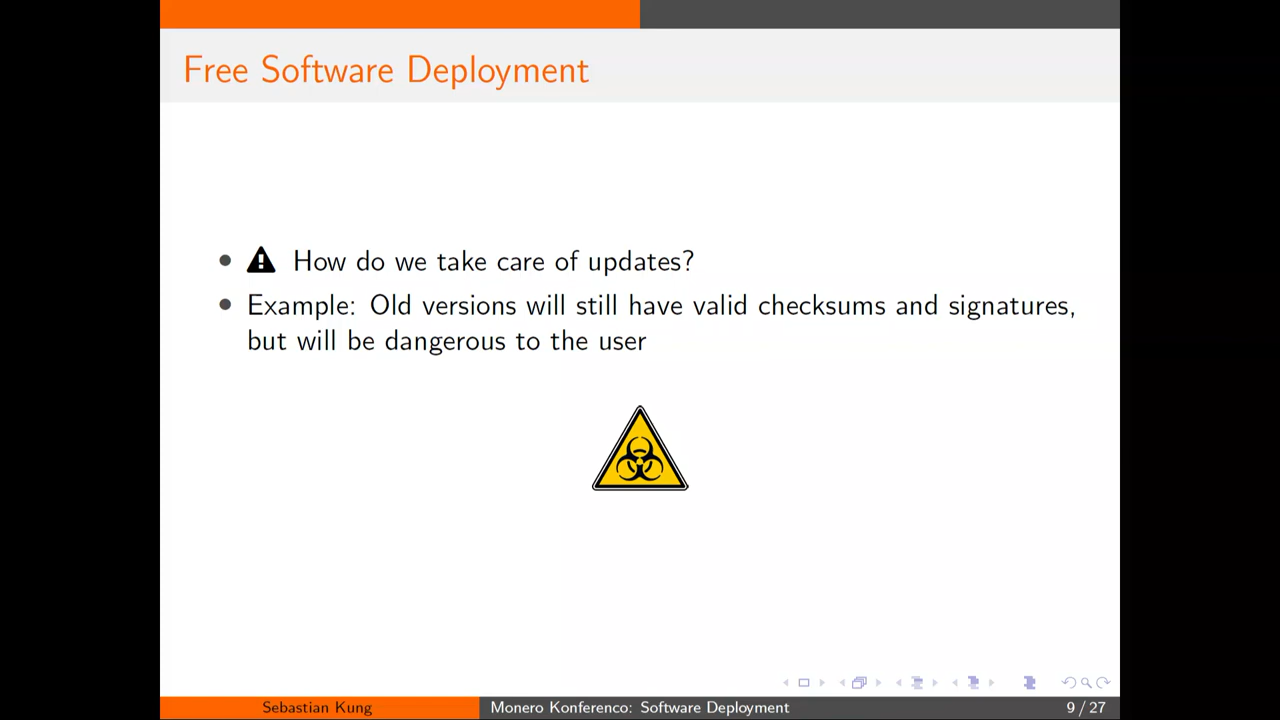 Free Software Deployment
How do we take care of updates?
Example: Old versions will still have valid checksums and signatures,
but will be dangerous to the user
Sebastian Kung
Monero Konferenco: Software Deployment
9 / 27